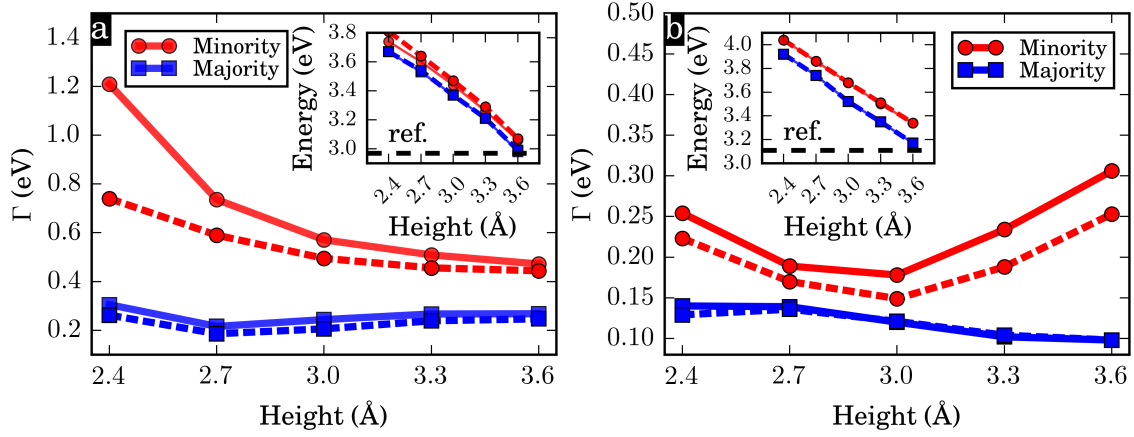 a
Minority
Majority
1.4
1.2
1.0
0.8
0.6
0.4
0.2
Γ (eV)
2.4
2.7
3.0
3.3
3.6
Height (Å)
3.8
3.6
3.4
3.2
3.0
Energy (eV)
ref.
2.4
2.7
3.0
3.3
3.6
Height (Å)
b
Minority
Majority
0.50
0.45
0.40
0.35
0.30
0.25
0.20
0.15
0.10
Γ (eV)
2.4
2.7
3.0
3.3
3.6
Height (Å)
4.0
3.8
3.6
3.4
3.2
3.0
Energy (eV)
ref.
2.4
2.7
3.0
3.3
3.6
Height (Å)